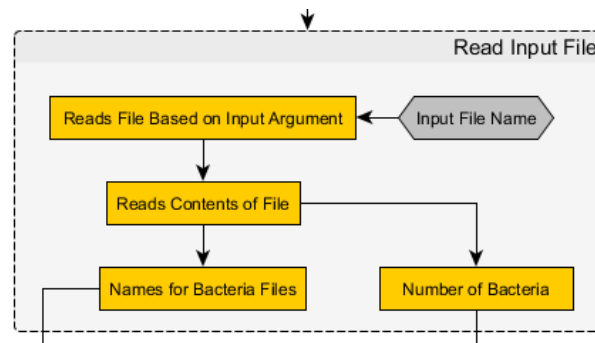 Read Input File
Reads File Based on Input Argument
Input File Name
Reads Contents of File
Names for Bacteria Files
Number of Bacteria